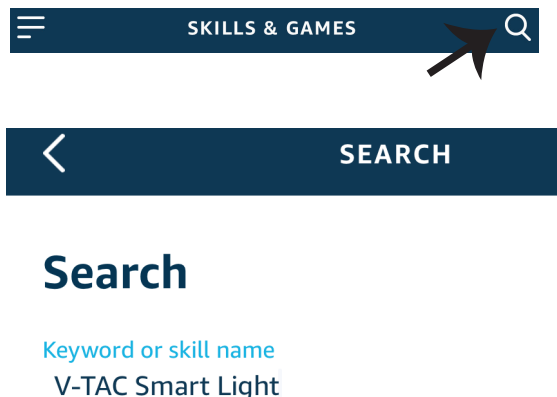 SKILLS & GAMES
SEARCH
Search
Keyword or skill name
V-TAC Smart Light